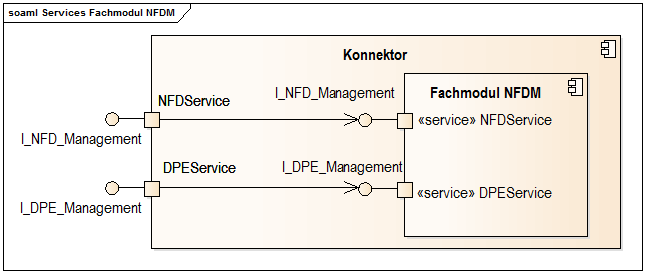 soaml Services Fachmodul NFDM
Konnektor
NFDService
I_NFD_Management
Fachmodul NFDM
«service» NFDService
I_NFD_Management
DPEService
I_DPE_Management
«service» DPEService
I_DPE_Management